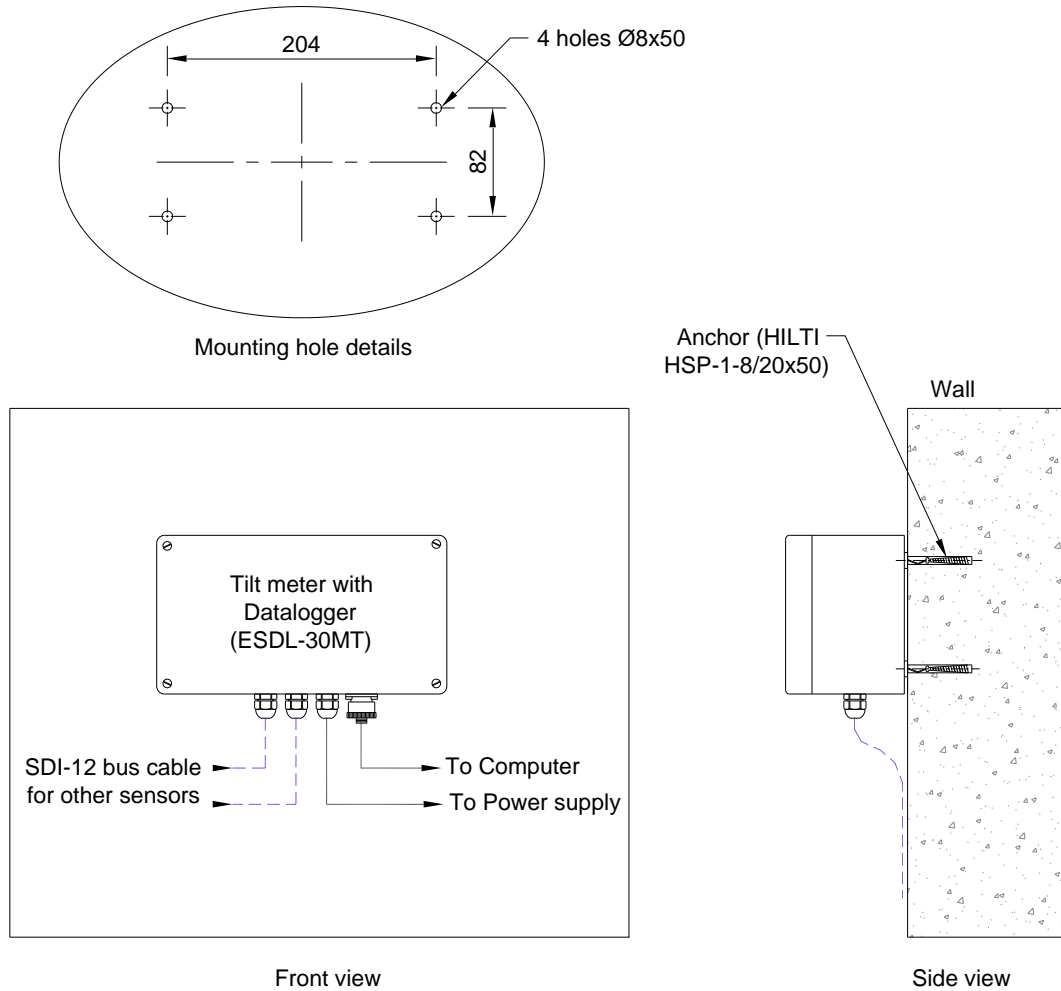 204
4 holes Ø8x50
82
Mounting hole details
Anchor (HILTI
HSP-1-8/20x50)
Wall
Tilt meter with
Datalogger
(ESDL-30MT)
SDI-12 bus cable
for other sensors
To Computer
To Power supply
Front view
Side view